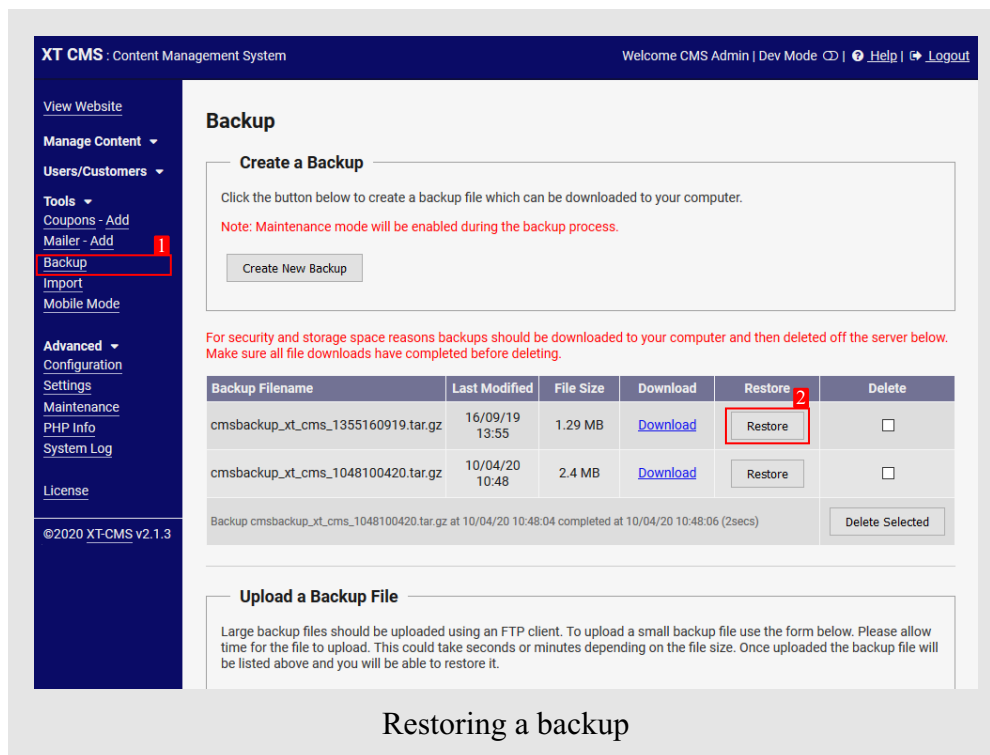 XT CMS : Content Management System
Welcome CMS Admin | Dev Mode | Help | Logout
View Website
Manage Content
Users/Customers
Tools
Coupons - Add
Mailer - Add
1
Backup
Import
Mobile Mode
Advanced
Configuration
Settings
Maintenance
PHP Info
System Log
License
©2020 XT-CMS v2.1.3
Backup
Create a Backup
Click the button below to create a backup file which can be downloaded to your computer.
Note: Maintenance mode will be enabled during the backup process.
Create New Backup
For security and storage space reasons backups should be downloaded to your computer and then deleted off the server below.
Make sure all file downloads have completed before deleting.
Backup Filename Last Modified File Size Download Restore Delete
2
cmsbackup_xt_cms_1355160919.tar.gz 16/09/19 13:55 1.29 MB Download Restore
cmsbackup_xt_cms_1048100420.tar.gz 10/04/20 10:48 2.4 MB Download Restore
Backup cmsbackup_xt_cms_1048100420.tar.gz at 10/04/20 10:48:04 completed at 10/04/20 10:48:06 (2secs) Delete Selected
Upload a Backup File
Large backup files should be uploaded using an FTP client. To upload a small backup file use the form below. Please allow
time for the file to upload. This could take seconds or minutes depending on the file size. Once uploaded the backup file will
be listed above and you will be able to restore it.
Restoring a backup